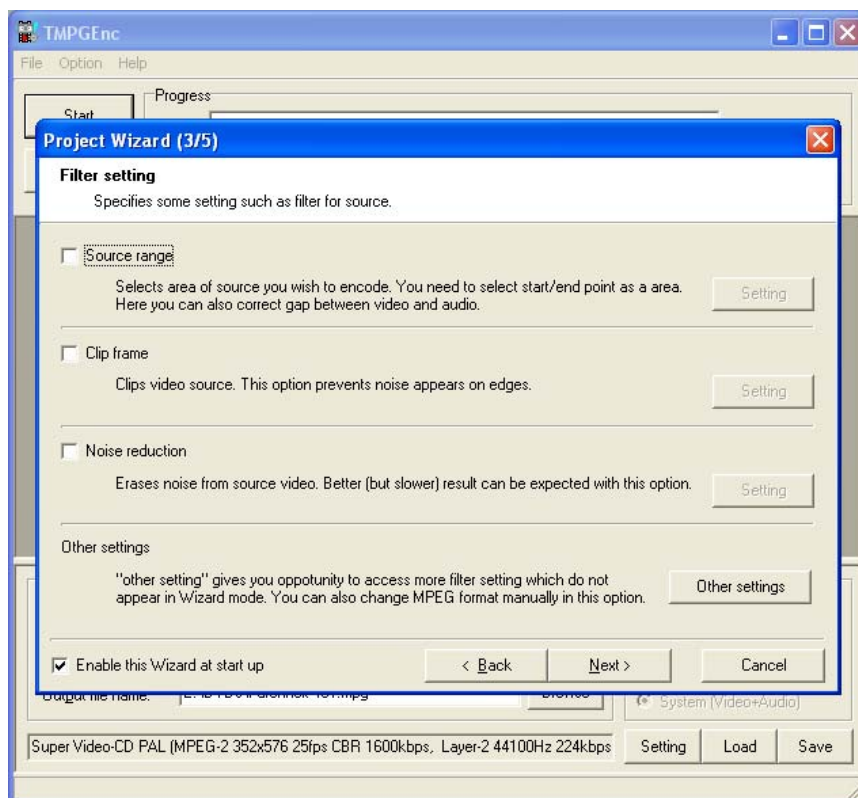 TMPGEnc
File Option Help
Progress
Start
Project Wizard (3/5)
Filter setting
Specifies some setting such as filter for source.
Source range
Selects area of source you wish to encode. You need to select start/end point as a area.
Here you can also correct gap between video and audio.
Setting
Clip frame
Clips video source. This option prevents noise appears on edges.
Setting
Noise reduction
Erases noise from source video. Better (but slower) result can be expected with this option.
Setting
Other settings
"other setting" gives you oppotunity to access more filter setting which do not
appear in Wizard mode. You can also change MPEG format manually in this option.
Other settings
Enable this Wizard at start up
< Back
Next >
Cancel
Output file name:
Browse
System (Video+Audio)
Super Video-CD PAL (MPEG-2 352x576 25fps CBR 1600kbps, Layer-2 44100Hz 224kbps
Setting
Load
Save